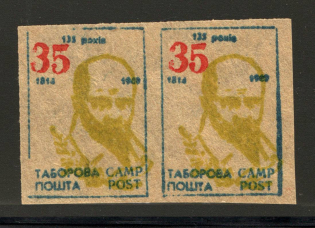 135 років
35
1814 1949
ТАБОРОВА CAMP
ПОШТА POST
135 років
35
1814 1949
ТАБОРОВА CAMP
ПОШТА POST